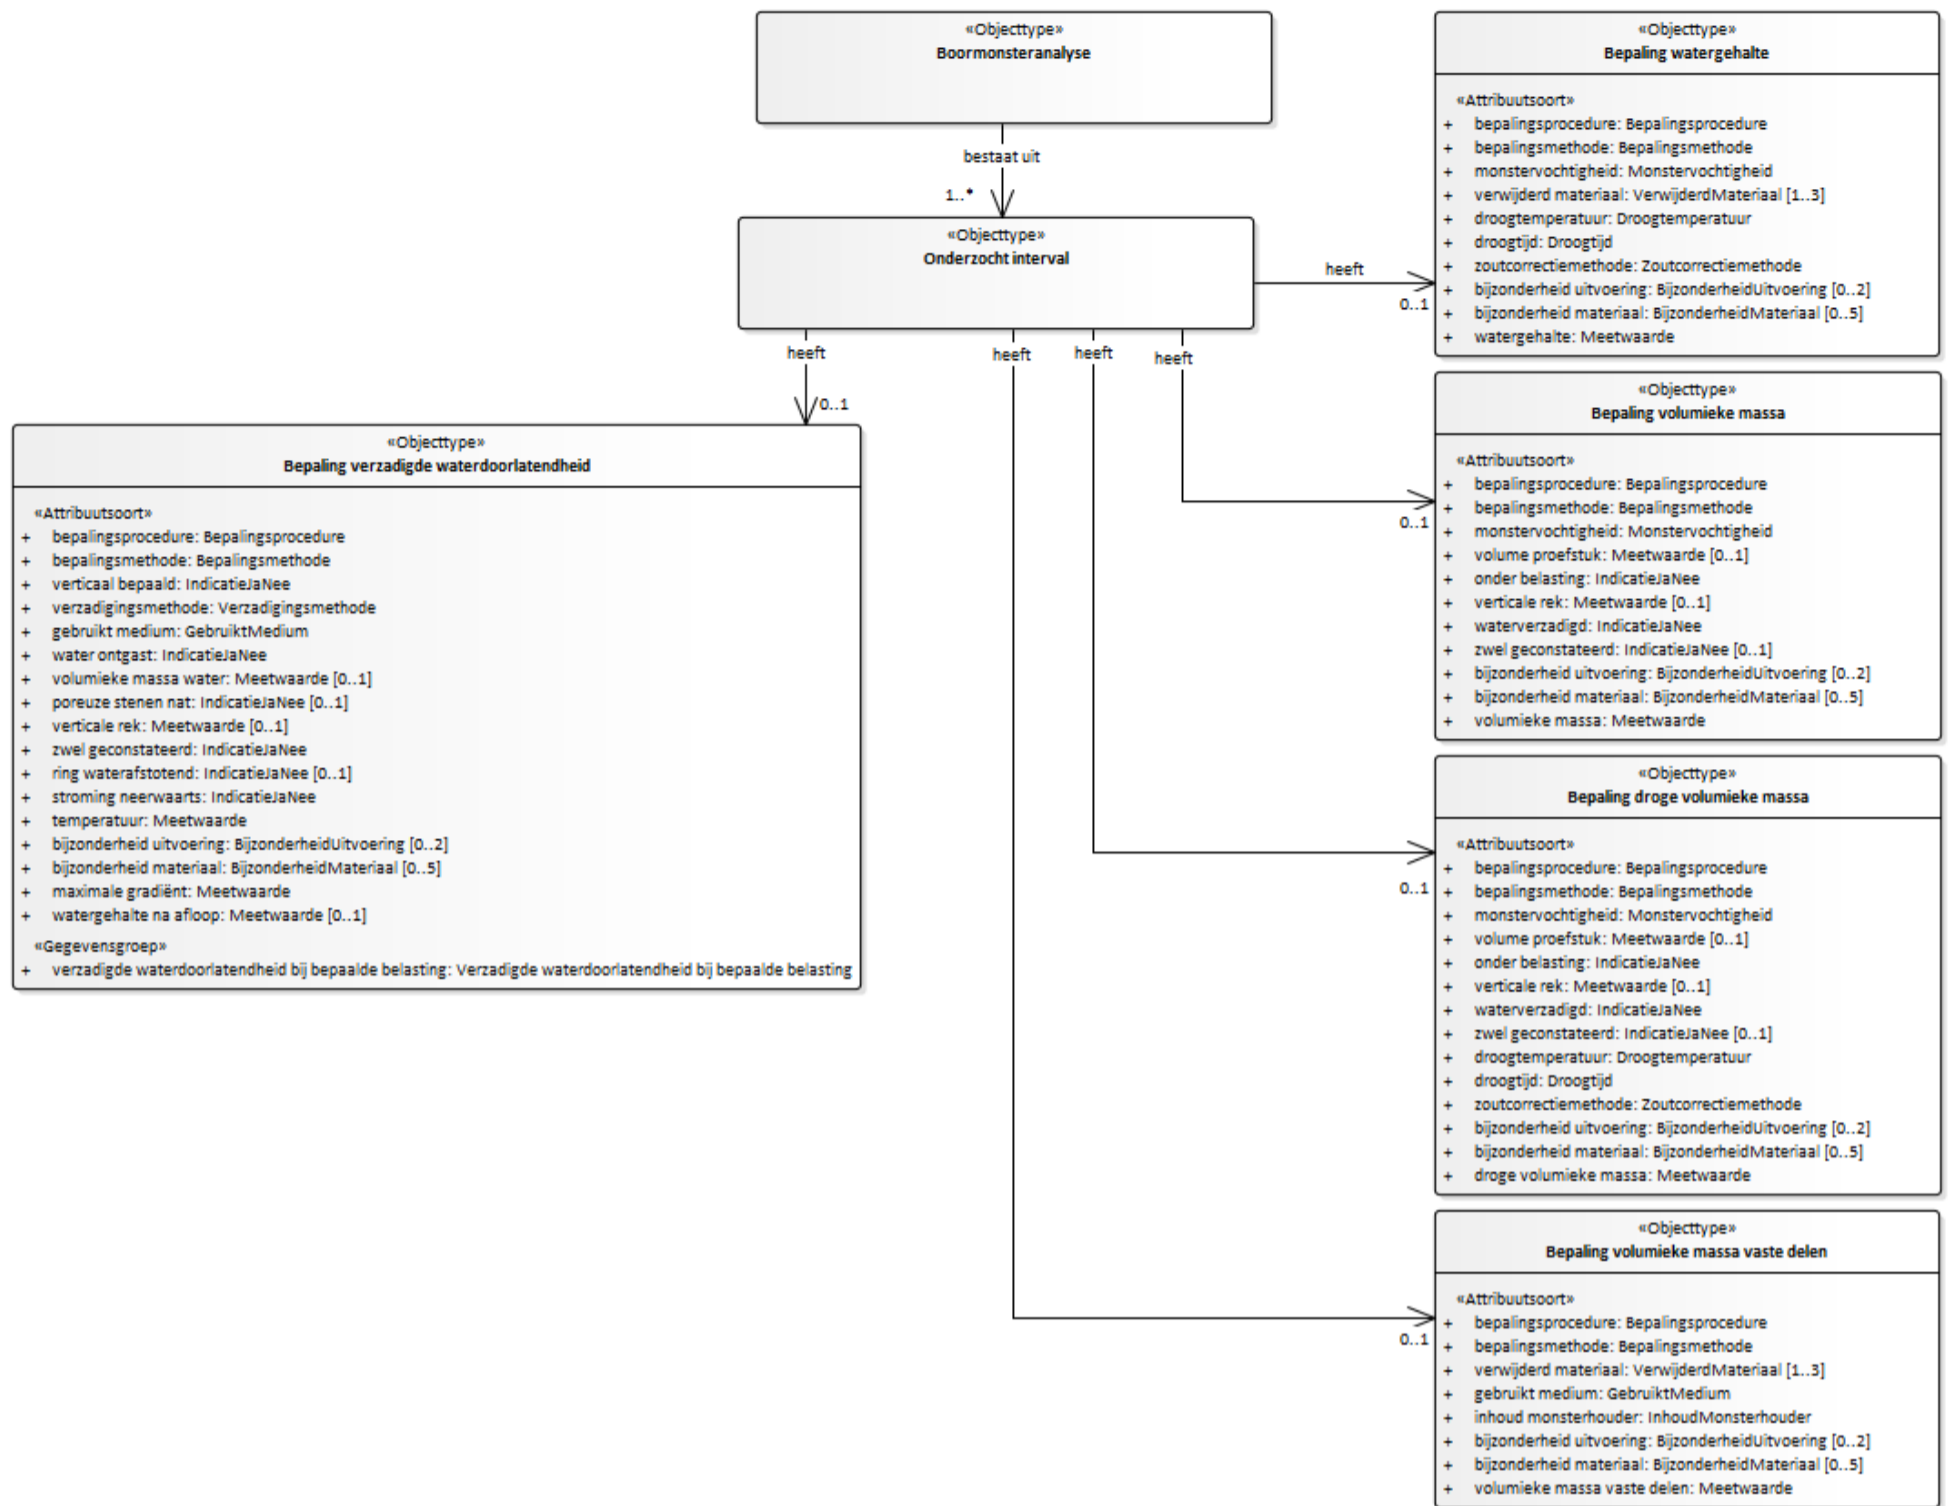 «Objecttype»
Boormonsteranalyse
bestaat uit
1..*
«Objecttype»
Onderzocht interval
heeft
0..1
heeft
0..1
heeft
0..1
heeft
0..1
heeft
0..1
«Objecttype»
Bepaling verzadigde waterdoorlatendheid
«Attribuutsoort»
+ bepalingsprocedure: Bepalingsprocedure
+ bepalingsmethode: Bepalingsmethode
+ verticaal bepaald: IndicatieJaNee
+ verzadigingsmethode: Verzadigingsmethode
+ gebruikt medium: GebruiktMedium
+ water ontgast: IndicatieJaNee
+ volumieke massa water: Meetwaarde [0..1]
+ poreuze stenen nat: IndicatieJaNee [0..1]
+ verticale rek: Meetwaarde [0..1]
+ zwel geconstateerd: IndicatieJaNee
+ ring waterafstotend: IndicatieJaNee [0..1]
+ stroming neerwaarts: IndicatieJaNee
+ temperatuur: Meetwaarde
+ bijzonderheid uitvoering: BijzonderheidUitvoering [0..2]
+ bijzonderheid materiaal: BijzonderheidMateriaal [0..5]
+ maximale gradiënt: Meetwaarde
+ watergehalte na afloop: Meetwaarde [0..1]
«Gegevensgroep»
+ verzadigde waterdoorlatendheid bij bepaalde belasting: Verzadigde waterdoorlatendheid bij bepaalde belasting
«Objecttype»
Bepaling watergehalte
«Attribuutsoort»
+ bepalingsprocedure: Bepalingsprocedure
+ bepalingsmethode: Bepalingsmethode
+ monstervochtigheid: Monstervochtigheid
+ verwijderd materiaal: VerwijderdMateriaal [1..3]
+ droogtemperatuur: Droogtemperatuur
+ droogtijd: Droogtijd
+ zoutcorrectiemethode: Zoutcorrectiemethode
+ bijzonderheid uitvoering: BijzonderheidUitvoering [0..2]
+ bijzonderheid materiaal: BijzonderheidMateriaal [0..5]
+ watergehalte: Meetwaarde
«Objecttype»
Bepaling volumieke massa
«Attribuutsoort»
+ bepalingsprocedure: Bepalingsprocedure
+ bepalingsmethode: Bepalingsmethode
+ monstervochtigheid: Monstervochtigheid
+ volume proefstuk: Meetwaarde [0..1]
+ onder belasting: IndicatieJaNee
+ verticale rek: Meetwaarde [0..1]
+ waterverzadigd: IndicatieJaNee
+ zwel geconstateerd: IndicatieJaNee [0..1]
+ bijzonderheid uitvoering: BijzonderheidUitvoering [0..2]
+ bijzonderheid materiaal: BijzonderheidMateriaal [0..5]
+ volumieke massa: Meetwaarde
«Objecttype»
Bepaling droge volumieke massa
«Attribuutsoort»
+ bepalingsprocedure: Bepalingsprocedure
+ bepalingsmethode: Bepalingsmethode
+ monstervochtigheid: Monstervochtigheid
+ volume proefstuk: Meetwaarde [0..1]
+ onder belasting: IndicatieJaNee
+ verticale rek: Meetwaarde [0..1]
+ waterverzadigd: IndicatieJaNee
+ zwel geconstateerd: IndicatieJaNee [0..1]
+ droogtemperatuur: Droogtemperatuur
+ droogtijd: Droogtijd
+ zoutcorrectiemethode: Zoutcorrectiemethode
+ bijzonderheid uitvoering: BijzonderheidUitvoering [0..2]
+ bijzonderheid materiaal: BijzonderheidMateriaal [0..5]
+ droge volumieke massa: Meetwaarde
«Objecttype»
Bepaling volumieke massa vaste delen
«Attribuutsoort»
+ bepalingsprocedure: Bepalingsprocedure
+ bepalingsmethode: Bepalingsmethode
+ verwijderd materiaal: VerwijderdMateriaal [1..3]
+ gebruikt medium: GebruiktMedium
+ inhoud monsterhouder: InhoudMonsterhouder
+ bijzonderheid uitvoering: BijzonderheidUitvoering [0..2]
+ bijzonderheid materiaal: BijzonderheidMateriaal [0..5]
+ volumieke massa vaste delen: Meetwaarde